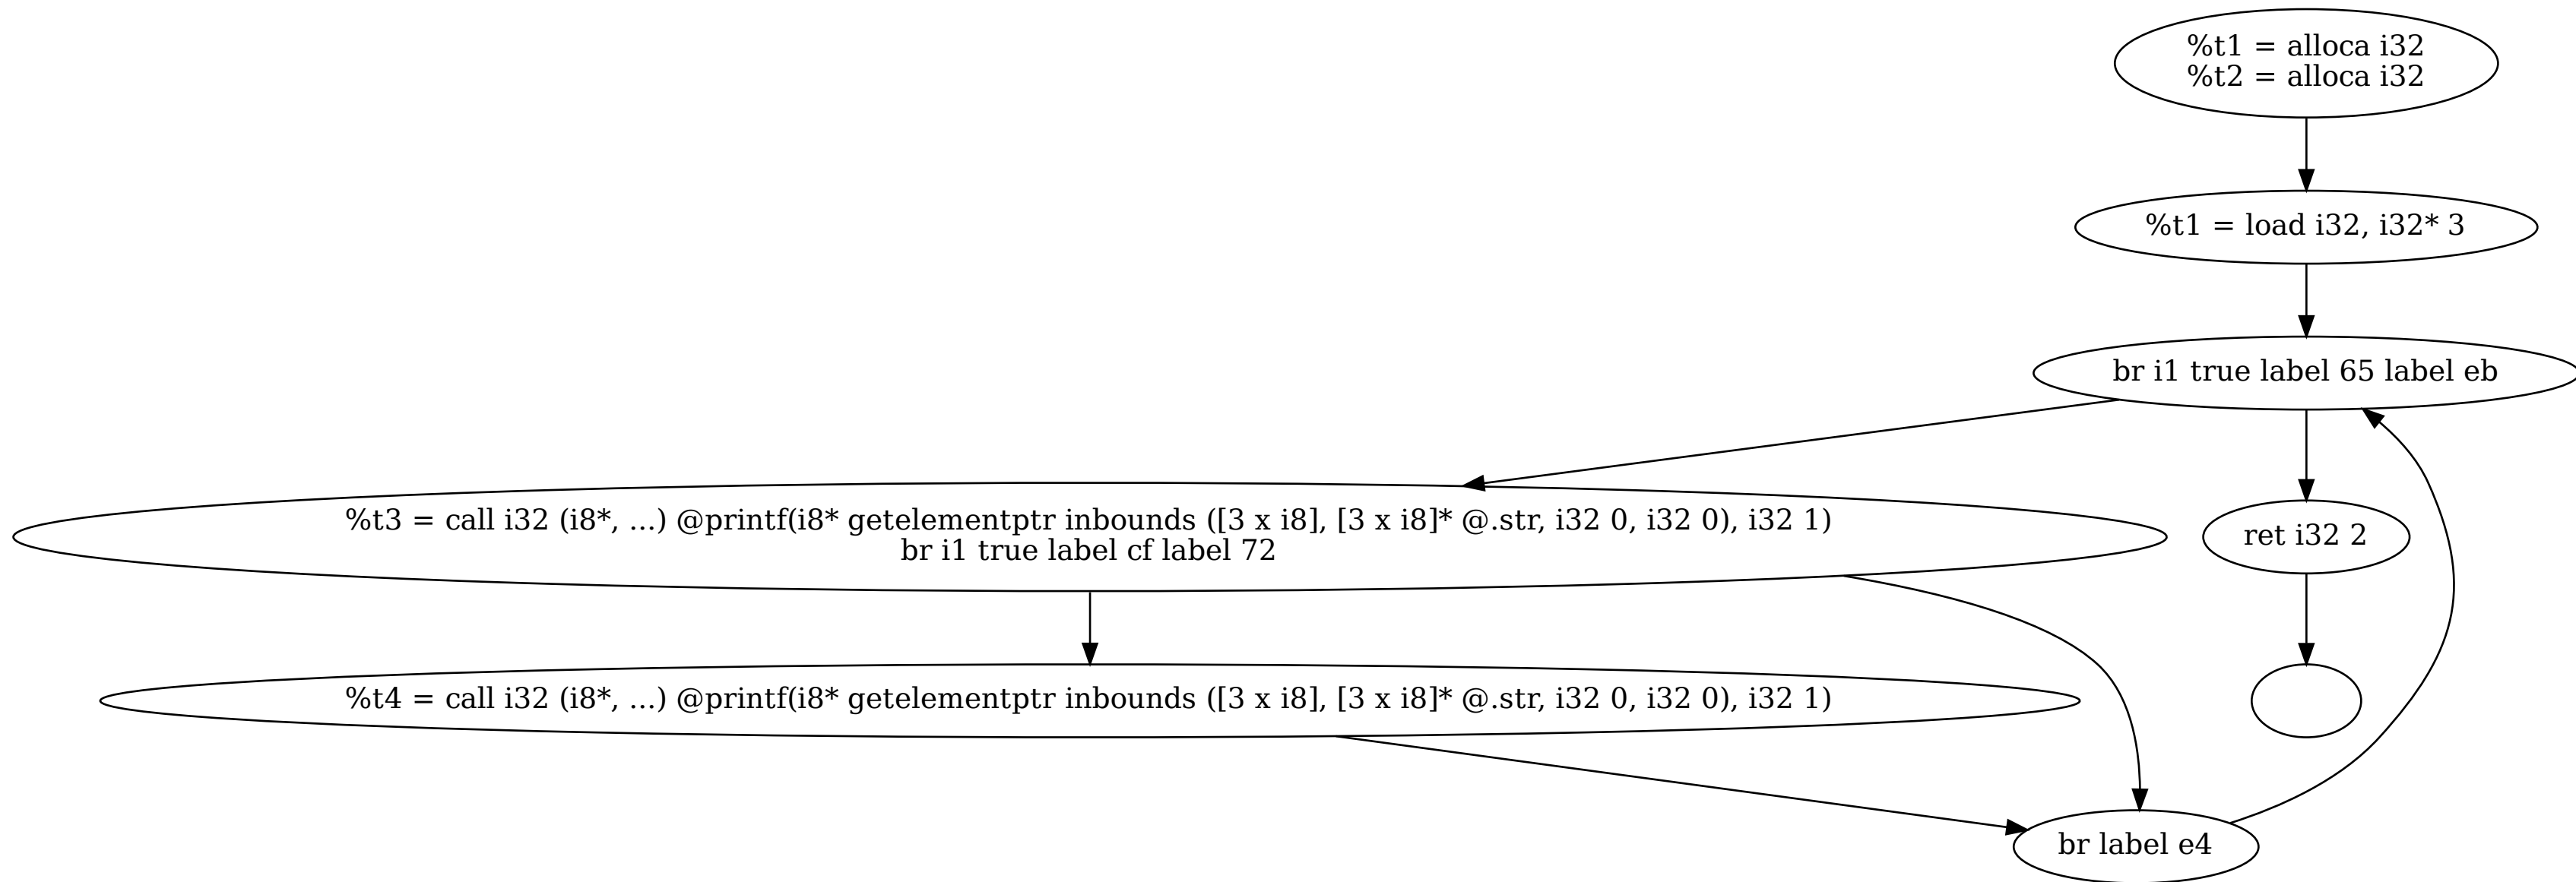 %t1 = alloca i32
%t2 = alloca i32
%t1 = load i32, i32* 3
br i1 true label 65 label eb
%t3 = call i32 (i8*, ...) @printf(i8* getelementptr inbounds ([3 x i8], [3 x i8]* @.str, i32 0, i32 0), i32 1)
br i1 true label cf label 72
ret i32 2
%t4 = call i32 (i8*, ...) @printf(i8* getelementptr inbounds ([3 x i8], [3 x i8]* @.str, i32 0, i32 0), i32 1)
br label e4